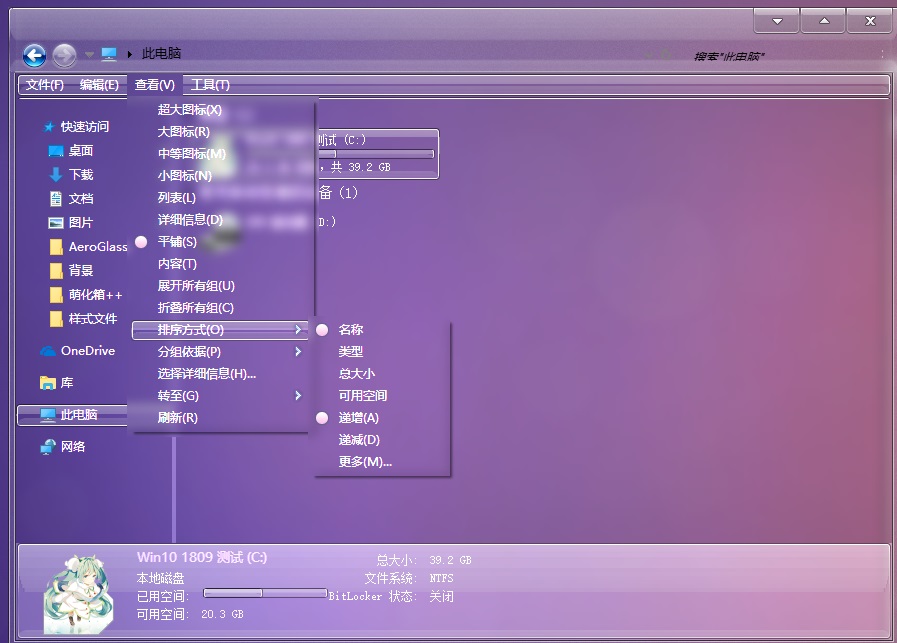 X
此电脑
搜索"此电脑"
文件(F) 编辑(E) 查看(V) 工具(T)
快速访问
桌面
下载
文档
图片
AeroGlass
背景
萌化箱++
样式文件
OneDrive
库
此电脑
网络
超大图标(X)
大图标(R)
中等图标(M)
小图标(N)
列表(L)
详细信息(D)
平铺(S)
内容(T)
展开所有组(U)
折叠所有组(C)
排序方式(O)
分组依据(P)
选择详细信息(H)...
转至(G)
刷新(R)
名称
类型
总大小
可用空间
递增(A)
递减(D)
更多(M)...
测试 (C:)
, 共 39.2 GB
备 (1)
D:)
Win10 1809 测试 (C:)
本地磁盘
已用空间:
可用空间: 20.3 GB
总大小: 39.2 GB
文件系统: NTFS
BitLocker 状态: 关闭